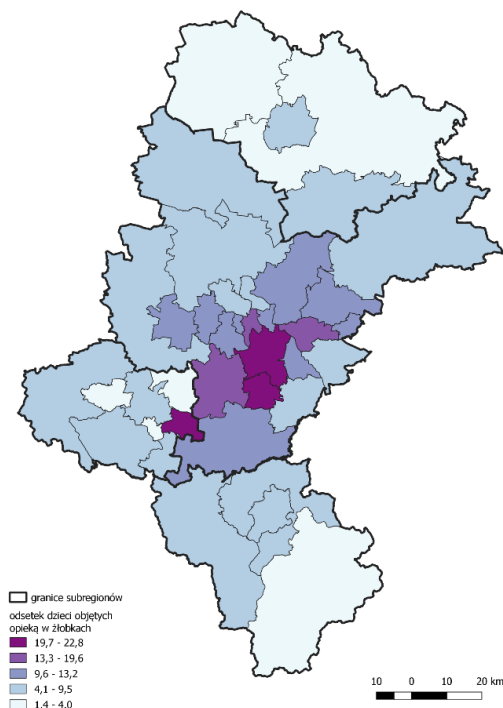 granice subregionów
odsetek dzieci objętych
opieką w żłobkach
19,7 - 22,8
13,3 - 19,6
9,6 - 13,2
4,1 - 9,5
1,4 - 4,0
10 0 10 20 km